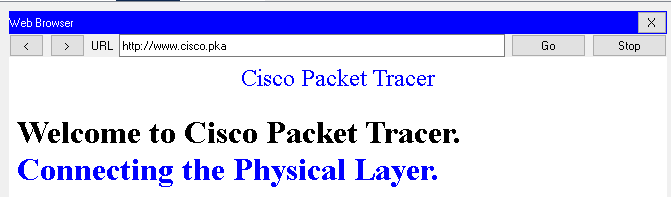 Web Browser X
< > URL http://www.cisco.pka Go Stop
Cisco Packet Tracer
Welcome to Cisco Packet Tracer.
Connecting the Physical Layer.